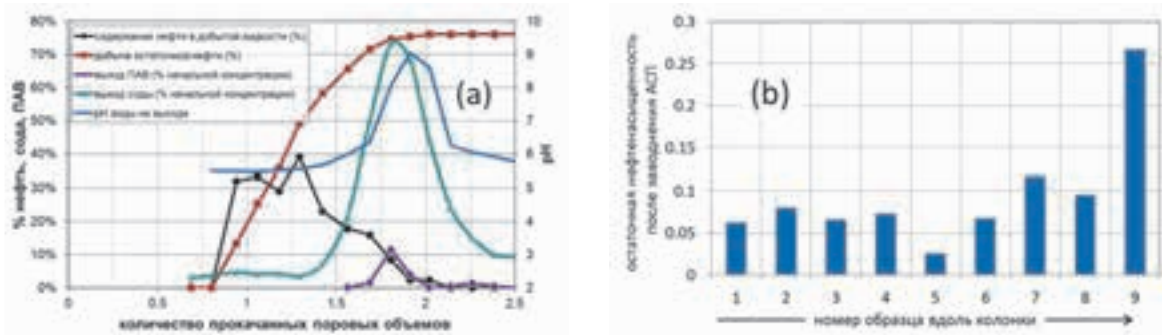 80%
70%
60%
50%
40%
30%
20%
10%
0%
% нефть, сода, ПАВ
содержание нефти в добытой жидкости (%)
добыча остаточной нефти (%)
выход ПАВ (% начальной концентрации)
выход соды (% начальной концентрации)
pH воды на выходе
(a)
10
9
8
7
6
5
4
3
2
pH
0
0.5
1
1.5
2
2.5
количество прокачанных поровых объемов
остаточная нефтенасыщенность
после заводнения АСП
0.3
0.25
0.2
0.15
0.1
0.05
0
(b)
1 2 3 4 5 6 7 8 9
номер образца вдоль колонки